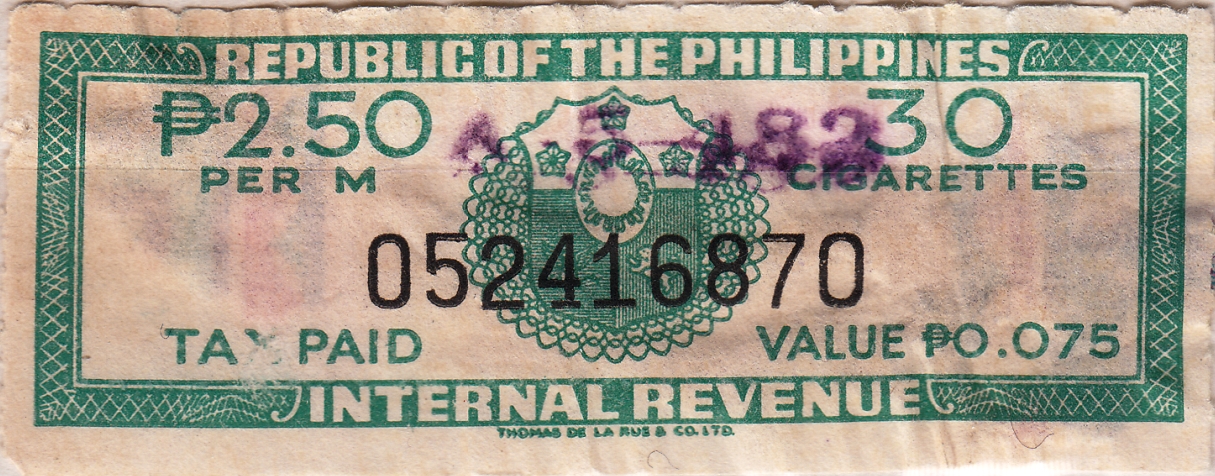 REPUBLIC OF THE PHILIPPINES
₱2.50 30
PER M CIGARETTES
052416870
TAX PAID VALUE ₱0.075
INTERNAL REVENUE
THOMAS DE LA RUE & CO. LTD.